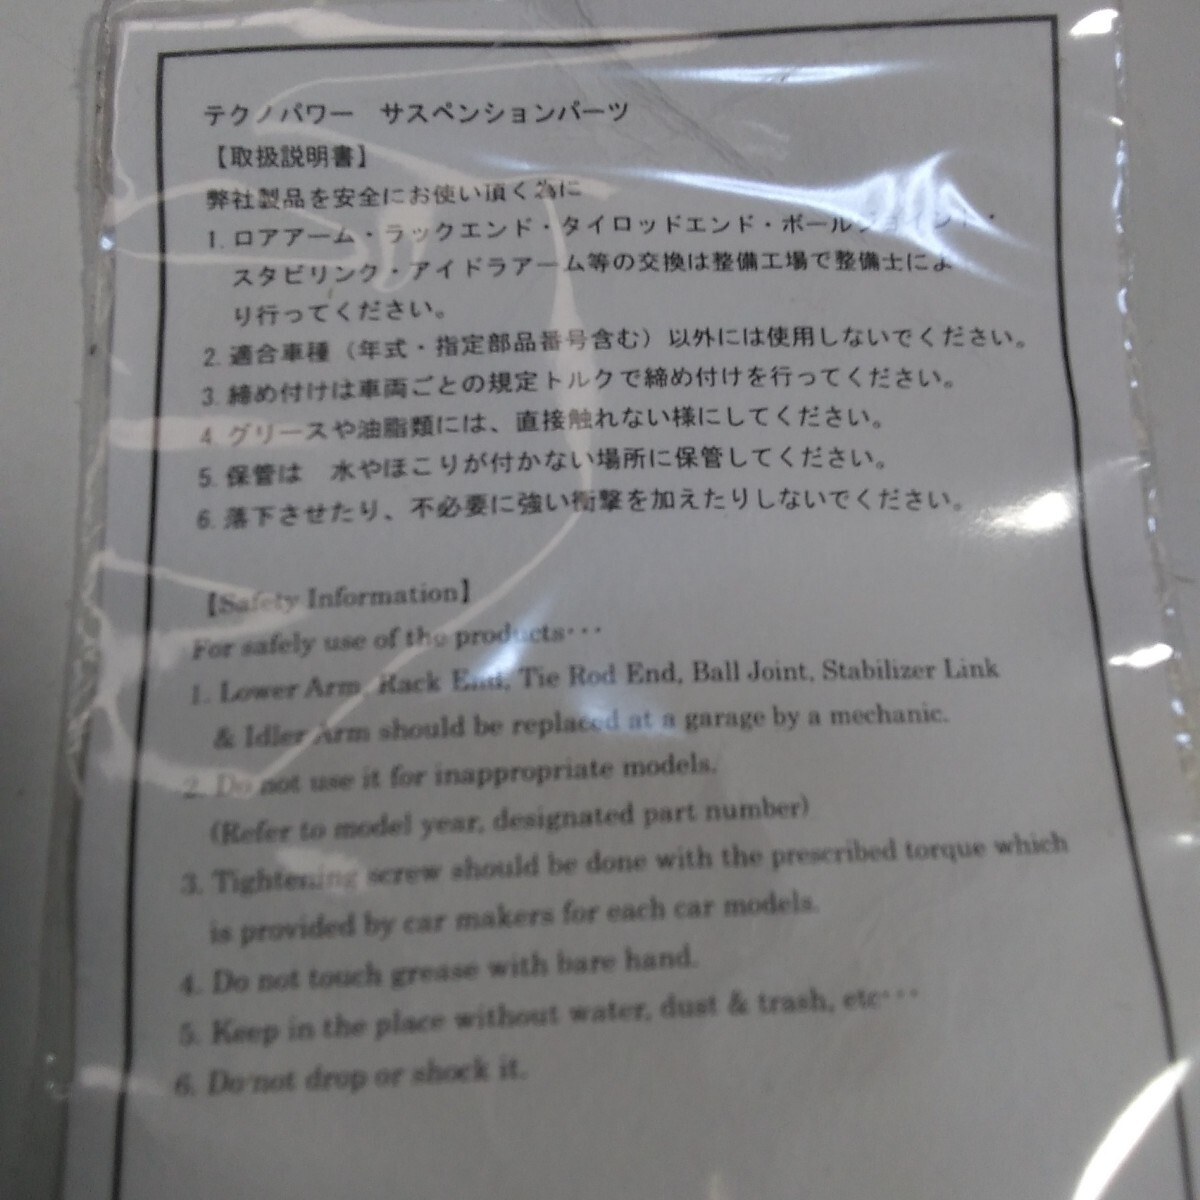 テクノパワー　サスペンションパーツ
【取扱説明書】
弊社製品を安全にお使い頂く為に
1. ロアアーム・ラックエンド・タイロッドエンド・ボールジョイント・
スタビリンク・アイドラアーム等の交換は整備工場で整備士によ
り行ってください。
2. 適合車種（年式・指定部品番号含む）以外には使用しないでください。
3. 締め付けは車両ごとの規定トルクで締め付けを行ってください。
4. グリースや油脂類には、直接触れない様にしてください。
5. 保管は　水やほこりが付かない場所に保管してください。
6. 落下させたり、不必要に強い衝撃を加えたりしないでください。
【Safety Information】
For safely use of the products･･･
1. Lower Arm, Rack End, Tie Rod End, Ball Joint, Stabilizer Link
& Idler Arm should be replaced at a garage by a mechanic.
2. Do not use it for inappropriate models.
(Refer to model year, designated part number)
3. Tightening screw should be done with the prescribed torque which
is provided by car makers for each car models.
4. Do not touch grease with bare hand.
5. Keep in the place without water, dust & trash, etc･･･
6. Do not drop or shock it.